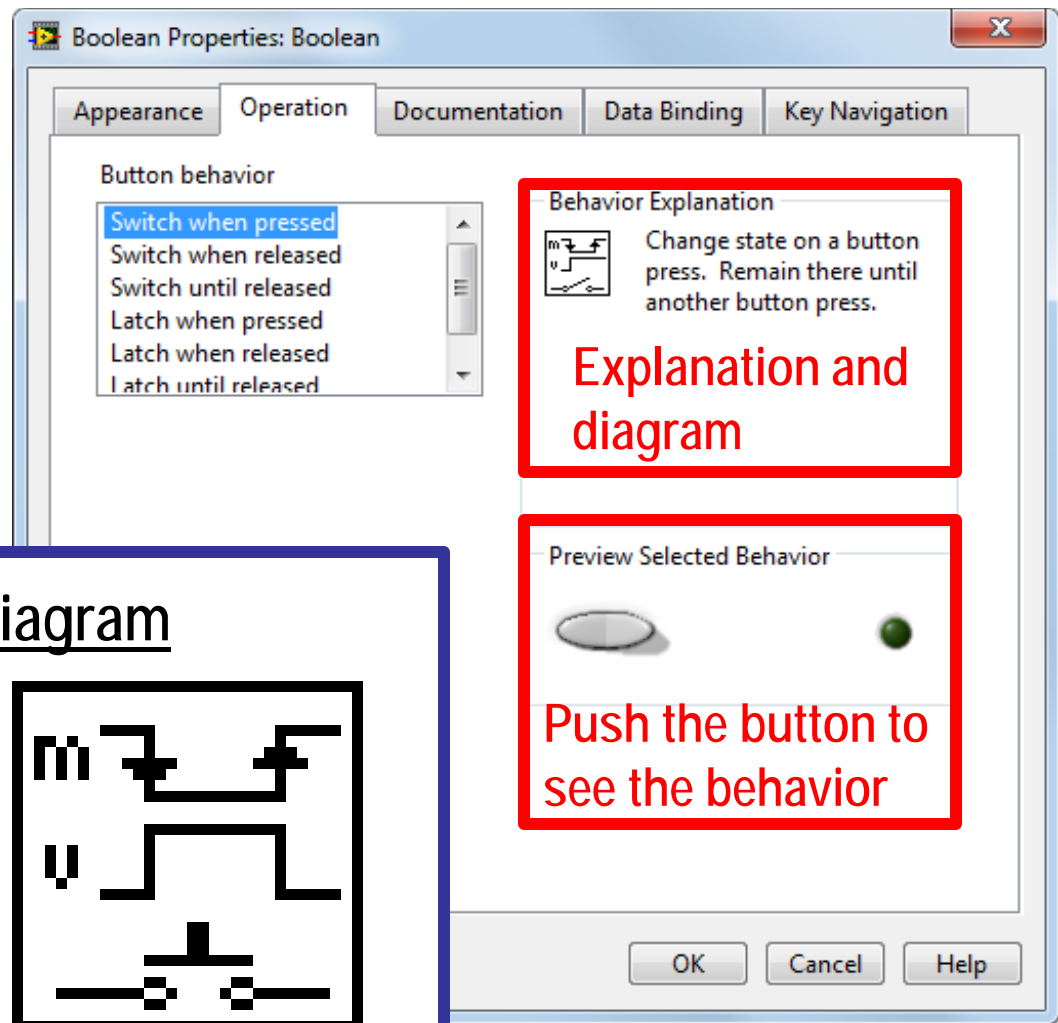 Boolean Properties: Boolean
x
Appearance
Operation
Documentation
Data Binding
Key Navigation
Button behavior
Switch when pressed
Switch when released
Switch until released
Latch when pressed
Latch when released
Latch until released
Behavior Explanation
m
v
Change state on a button
press. Remain there until
another button press.
Explanation and
diagram
Preview Selected Behavior
Push the button to
see the behavior
iagram
m
v
OK
Cancel
Help